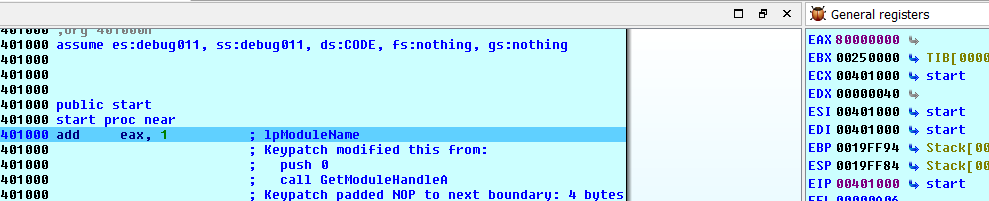 401000 ;org 401000h
401000 assume es:debug011, ss:debug011, ds:CODE, fs:nothing, gs:nothing
401000
401000
401000
401000 public start
401000 start proc near
401000 add     eax, 1          ; lpModuleName
401000                         ; Keypatch modified this from:
401000                         ;   push 0
401000                         ;   call GetModuleHandleA
401000                         ; Keypatch padded NOP to next boundary: 4 bytes
General registers
EAX 80000000
EBX 00250000 TIB[0000
ECX 00401000 start
EDX 00000040
ESI 00401000 start
EDI 00401000 start
EBP 0019FF94 Stack[00
ESP 0019FF84 Stack[00
EIP 00401000 start